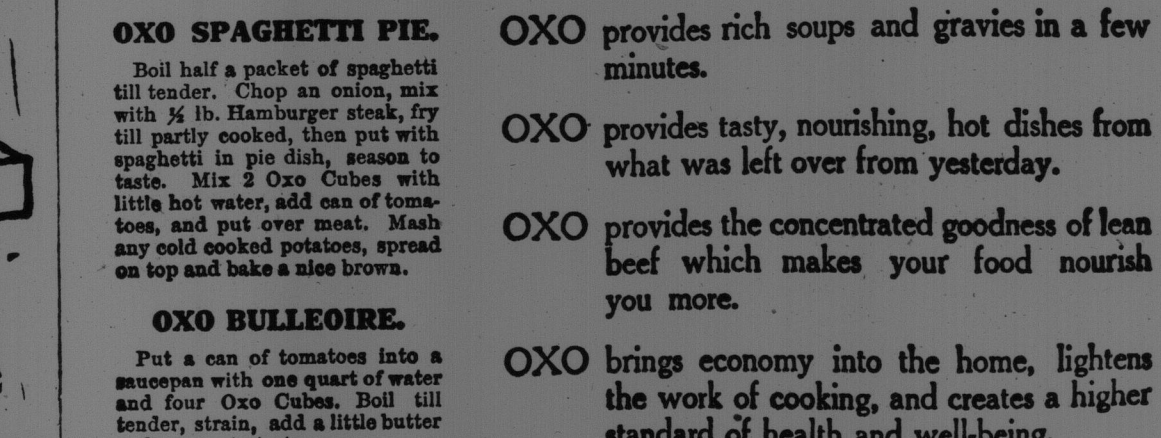 OXO SPAGHETTI PIE.
Boil half a packet of spaghetti
till tender. Chop an onion, mix
with ½ lb. Hamburger steak, fry
till partly cooked, then put with
spaghetti in pie dish, season to
taste. Mix 2 Oxo Cubes with
little hot water, add can of toma-
toes, and put over meat. Mash
any cold cooked potatoes, spread
on top and bake a nice brown.
OXO BULLEOIRE.
Put a can of tomatoes into a
saucepan with one quart of water
and four Oxo Cubes. Boil till
tender, strain, add a little butter
OXO provides rich soups and gravies in a few
minutes.
OXO provides tasty, nourishing, hot dishes from
what was left over from yesterday.
OXO provides the concentrated goodness of lean
beef which makes your food nourish
you more.
OXO brings economy into the home, lightens
the work of cooking, and creates a higher
standard of health and well-being.